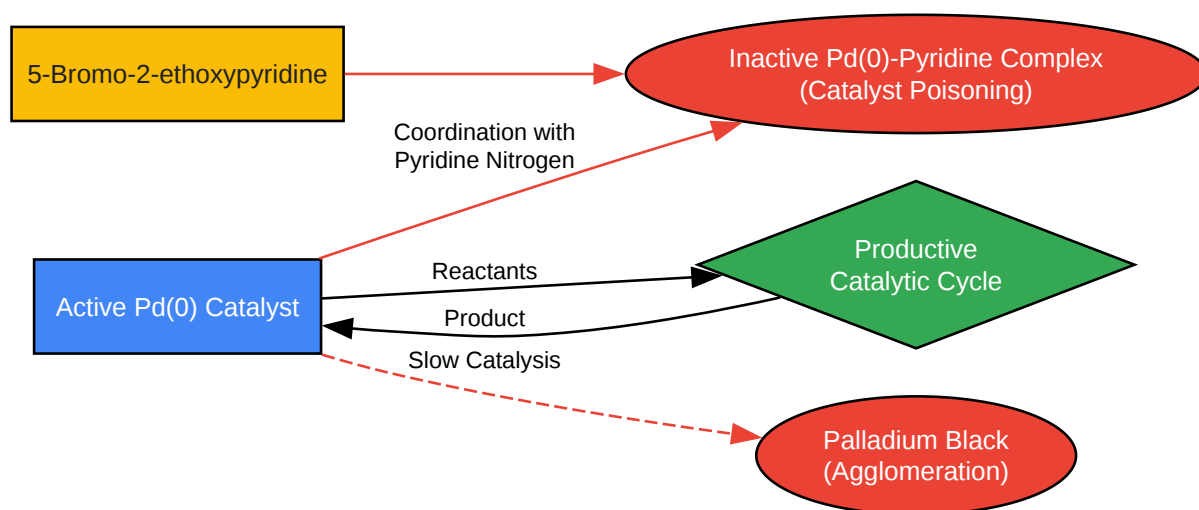 5-Bromo-2-ethoxypyridine
Inactive Pd(0)-Pyridine Complex
(Catalyst Poisoning)
Coordination with
Pyridine Nitrogen
Active Pd(0) Catalyst
Reactants
Product
Slow Catalysis
Productive
Catalytic Cycle
Palladium Black
(Agglomeration)